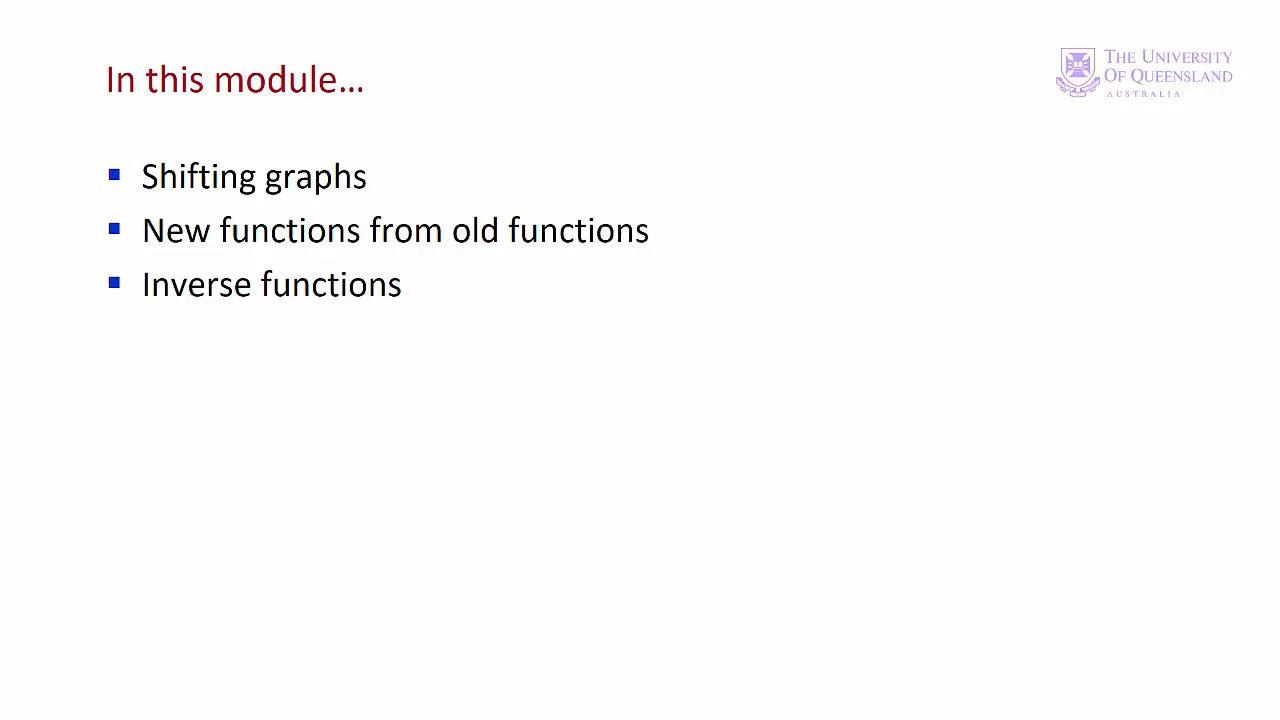 In this module...
THE UNIVERSITY
OF QUEENSLAND
AUSTRALIA
Shifting graphs
New functions from old functions
Inverse functions